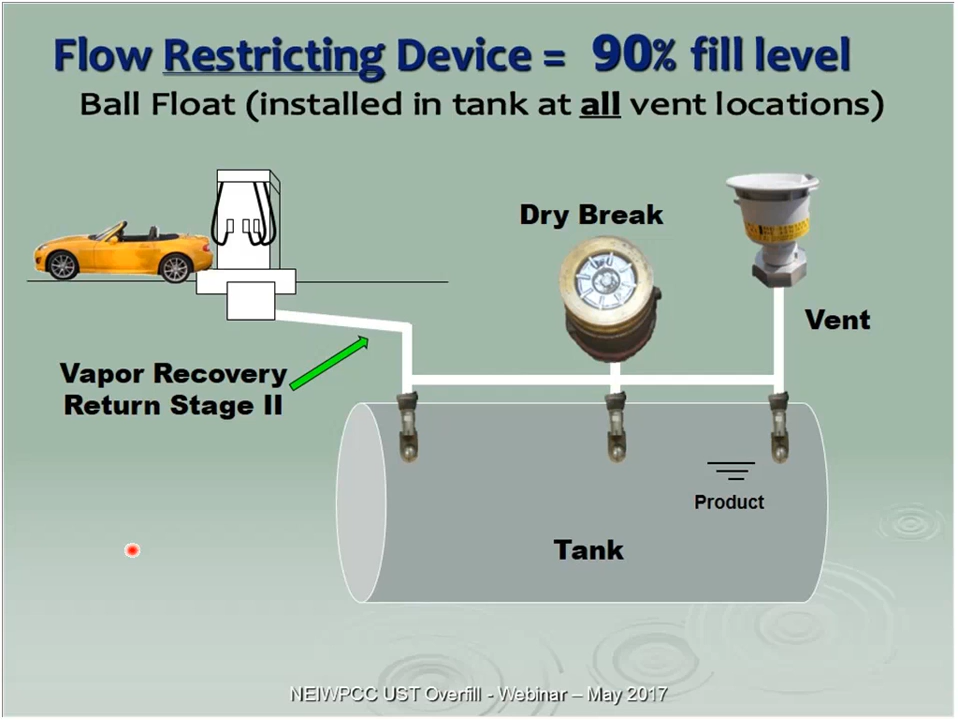 Flow Restricting Device = 90% fill level
Ball Float (installed in tank at all vent locations)
Dry Break
Vent
Vapor Recovery
Return Stage II
Product
Tank
NEIWPCC UST Overfill - Webinar – May 2017